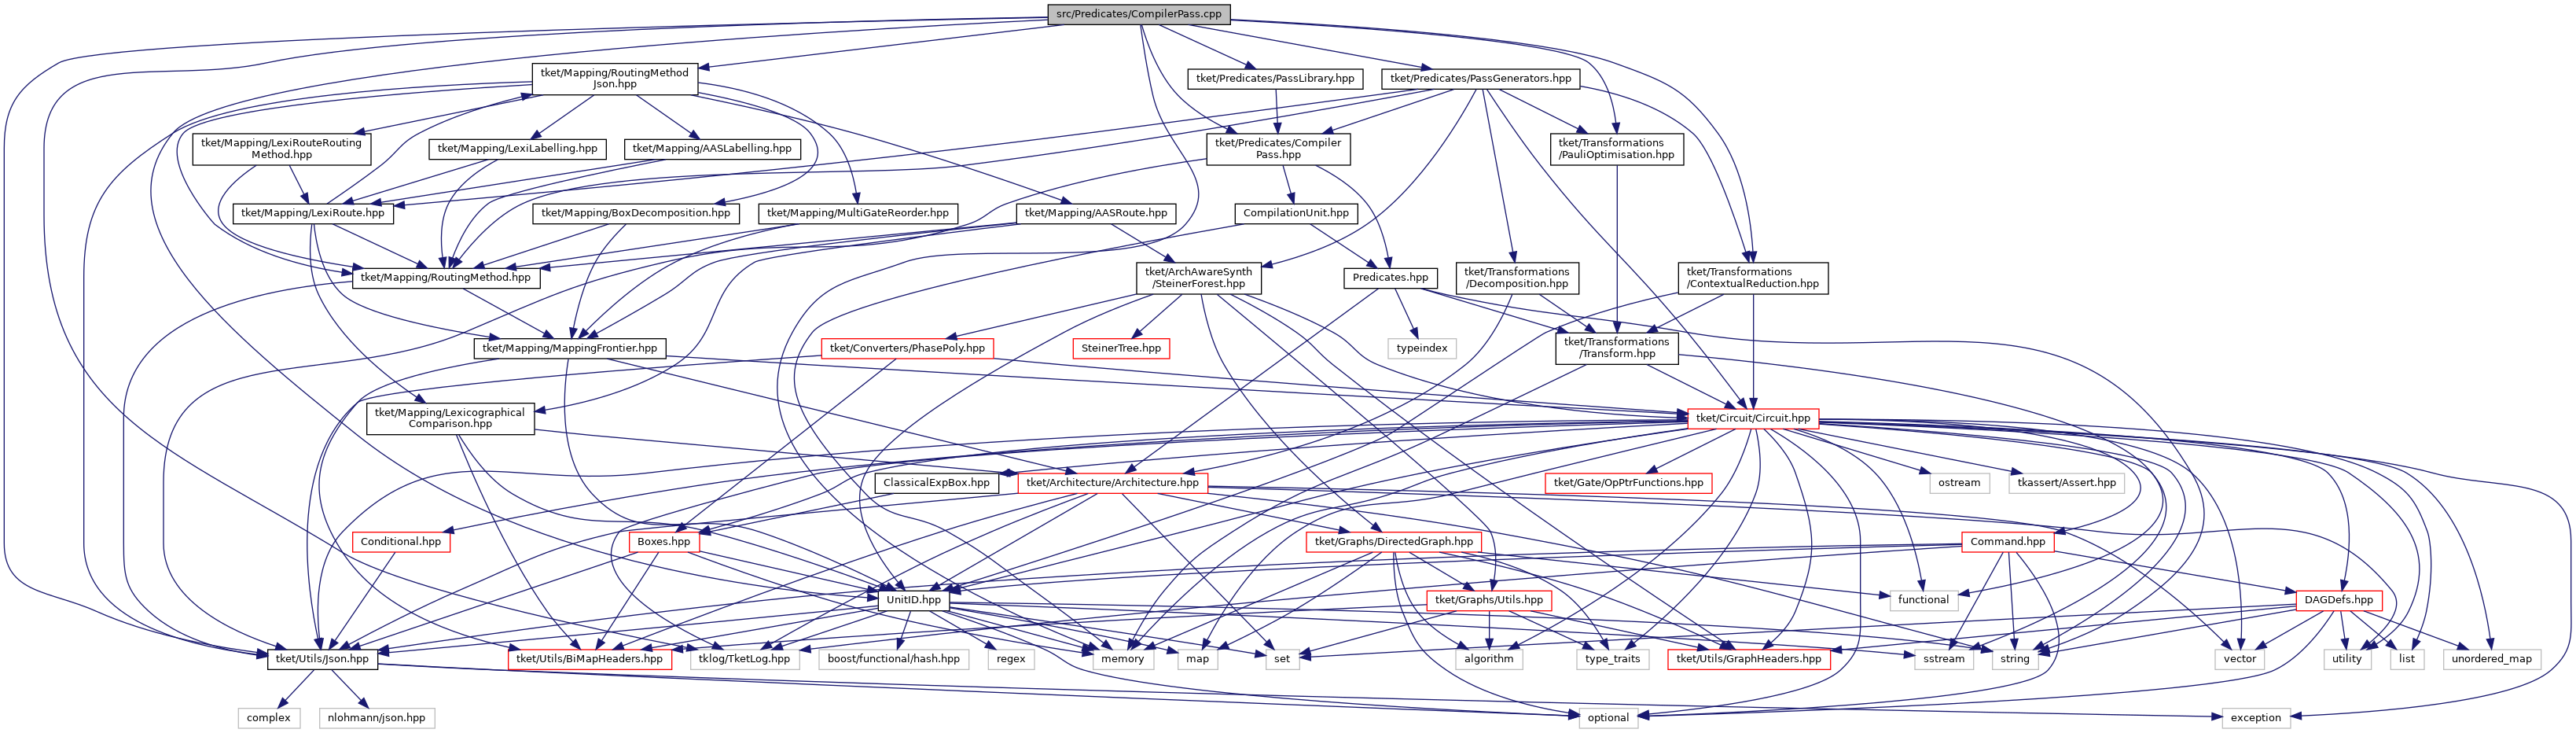 src/Predicates/CompilerPass.cpp
tket/Mapping/RoutingMethod
Json.hpp
tket/Predicates/PassLibrary.hpp
tket/Predicates/PassGenerators.hpp
tket/Mapping/LexiRouteRouting
Method.hpp
tket/Mapping/LexiLabelling.hpp
tket/Mapping/AASLabelling.hpp
tket/Predicates/Compiler
Pass.hpp
tket/Transformations
/PauliOptimisation.hpp
tket/Mapping/LexiRoute.hpp
tket/Mapping/BoxDecomposition.hpp
tket/Mapping/MultiGateReorder.hpp
tket/Mapping/AASRoute.hpp
CompilationUnit.hpp
tket/Mapping/RoutingMethod.hpp
tket/ArchAwareSynth
/SteinerForest.hpp
Predicates.hpp
tket/Transformations
/Decomposition.hpp
tket/Transformations
/ContextualReduction.hpp
tket/Mapping/MappingFrontier.hpp
tket/Converters/PhasePoly.hpp
SteinerTree.hpp
typeindex
tket/Transformations
/Transform.hpp
tket/Mapping/Lexicographical
Comparison.hpp
tket/Circuit/Circuit.hpp
ClassicalExpBox.hpp
tket/Architecture/Architecture.hpp
tket/Gate/OpPtrFunctions.hpp
ostream
tkassert/Assert.hpp
Conditional.hpp
Boxes.hpp
tket/Graphs/DirectedGraph.hpp
Command.hpp
UnitID.hpp
tket/Graphs/Utils.hpp
functional
DAGDefs.hpp
tket/Utils/Json.hpp
tket/Utils/BiMapHeaders.hpp
tklog/TketLog.hpp
boost/functional/hash.hpp
regex
memory
map
set
algorithm
type_traits
tket/Utils/GraphHeaders.hpp
sstream
string
vector
utility
list
unordered_map
complex
nlohmann/json.hpp
optional
exception